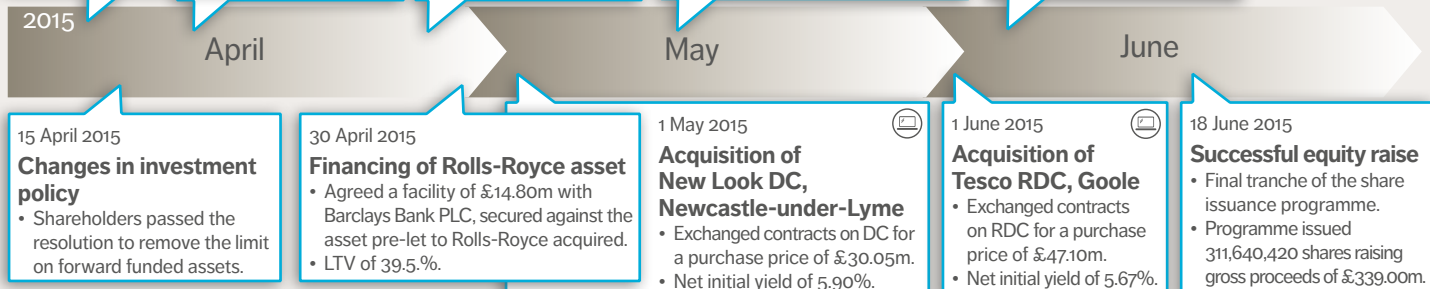 2015
April
May
June
15 April 2015
Changes in investment
policy
• Shareholders passed the
resolution to remove the limit
on forward funded assets.
30 April 2015
Financing of Rolls-Royce asset
• Agreed a facility of £14.80m with
Barclays Bank PLC, secured against the
asset pre-let to Rolls-Royce acquired.
• LTV of 39.5.%.
1 May 2015
Acquisition of
New Look DC,
Newcastle-under-Lyme
• Exchanged contracts on DC for
a purchase price of £30.05m.
• Net initial yield of 5.90%.
1 June 2015
Acquisition of
Tesco RDC, Goole
• Exchanged contracts
on RDC for a purchase
price of £47.10m.
• Net initial yield of 5.67%.
18 June 2015
Successful equity raise
• Final tranche of the share
issuance programme.
• Programme issued
311,640,420 shares raising
gross proceeds of £339.00m.